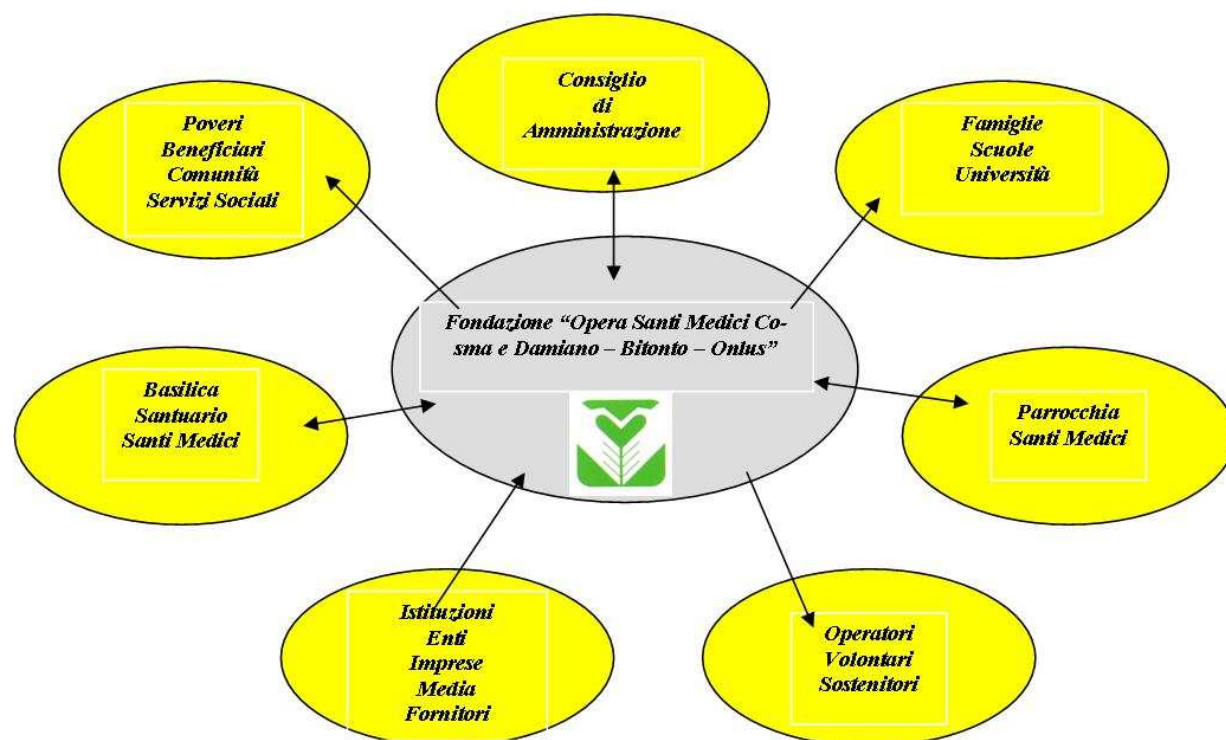 Consiglio
di
Amministrazione
Poveri
Beneficiari
Comunità
Servizi Sociali
Famiglie
Scuole
Università
Fondazione “Opera Santi Medici Co-
sma e Damiano – Bitonto – Onlus”
Basilica
Santuario
Santi Medici
Parrocchia
Santi Medici
Istituzioni
Enti
Imprese
Media
Fornitori
Operatori
Volontari
Sostenitori